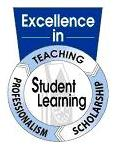 Excellence
in
TEACHING
Student
Learning
PROFESSIONALISM
SCHOLARSHIP